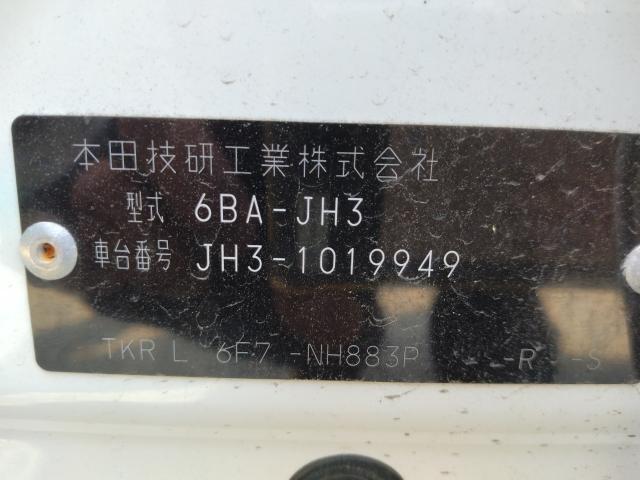 本田技研工業株式会社
型式 6BA-JH3
車台番号 JH3-1019949
TKR L 6F7 -NH883P -R -S